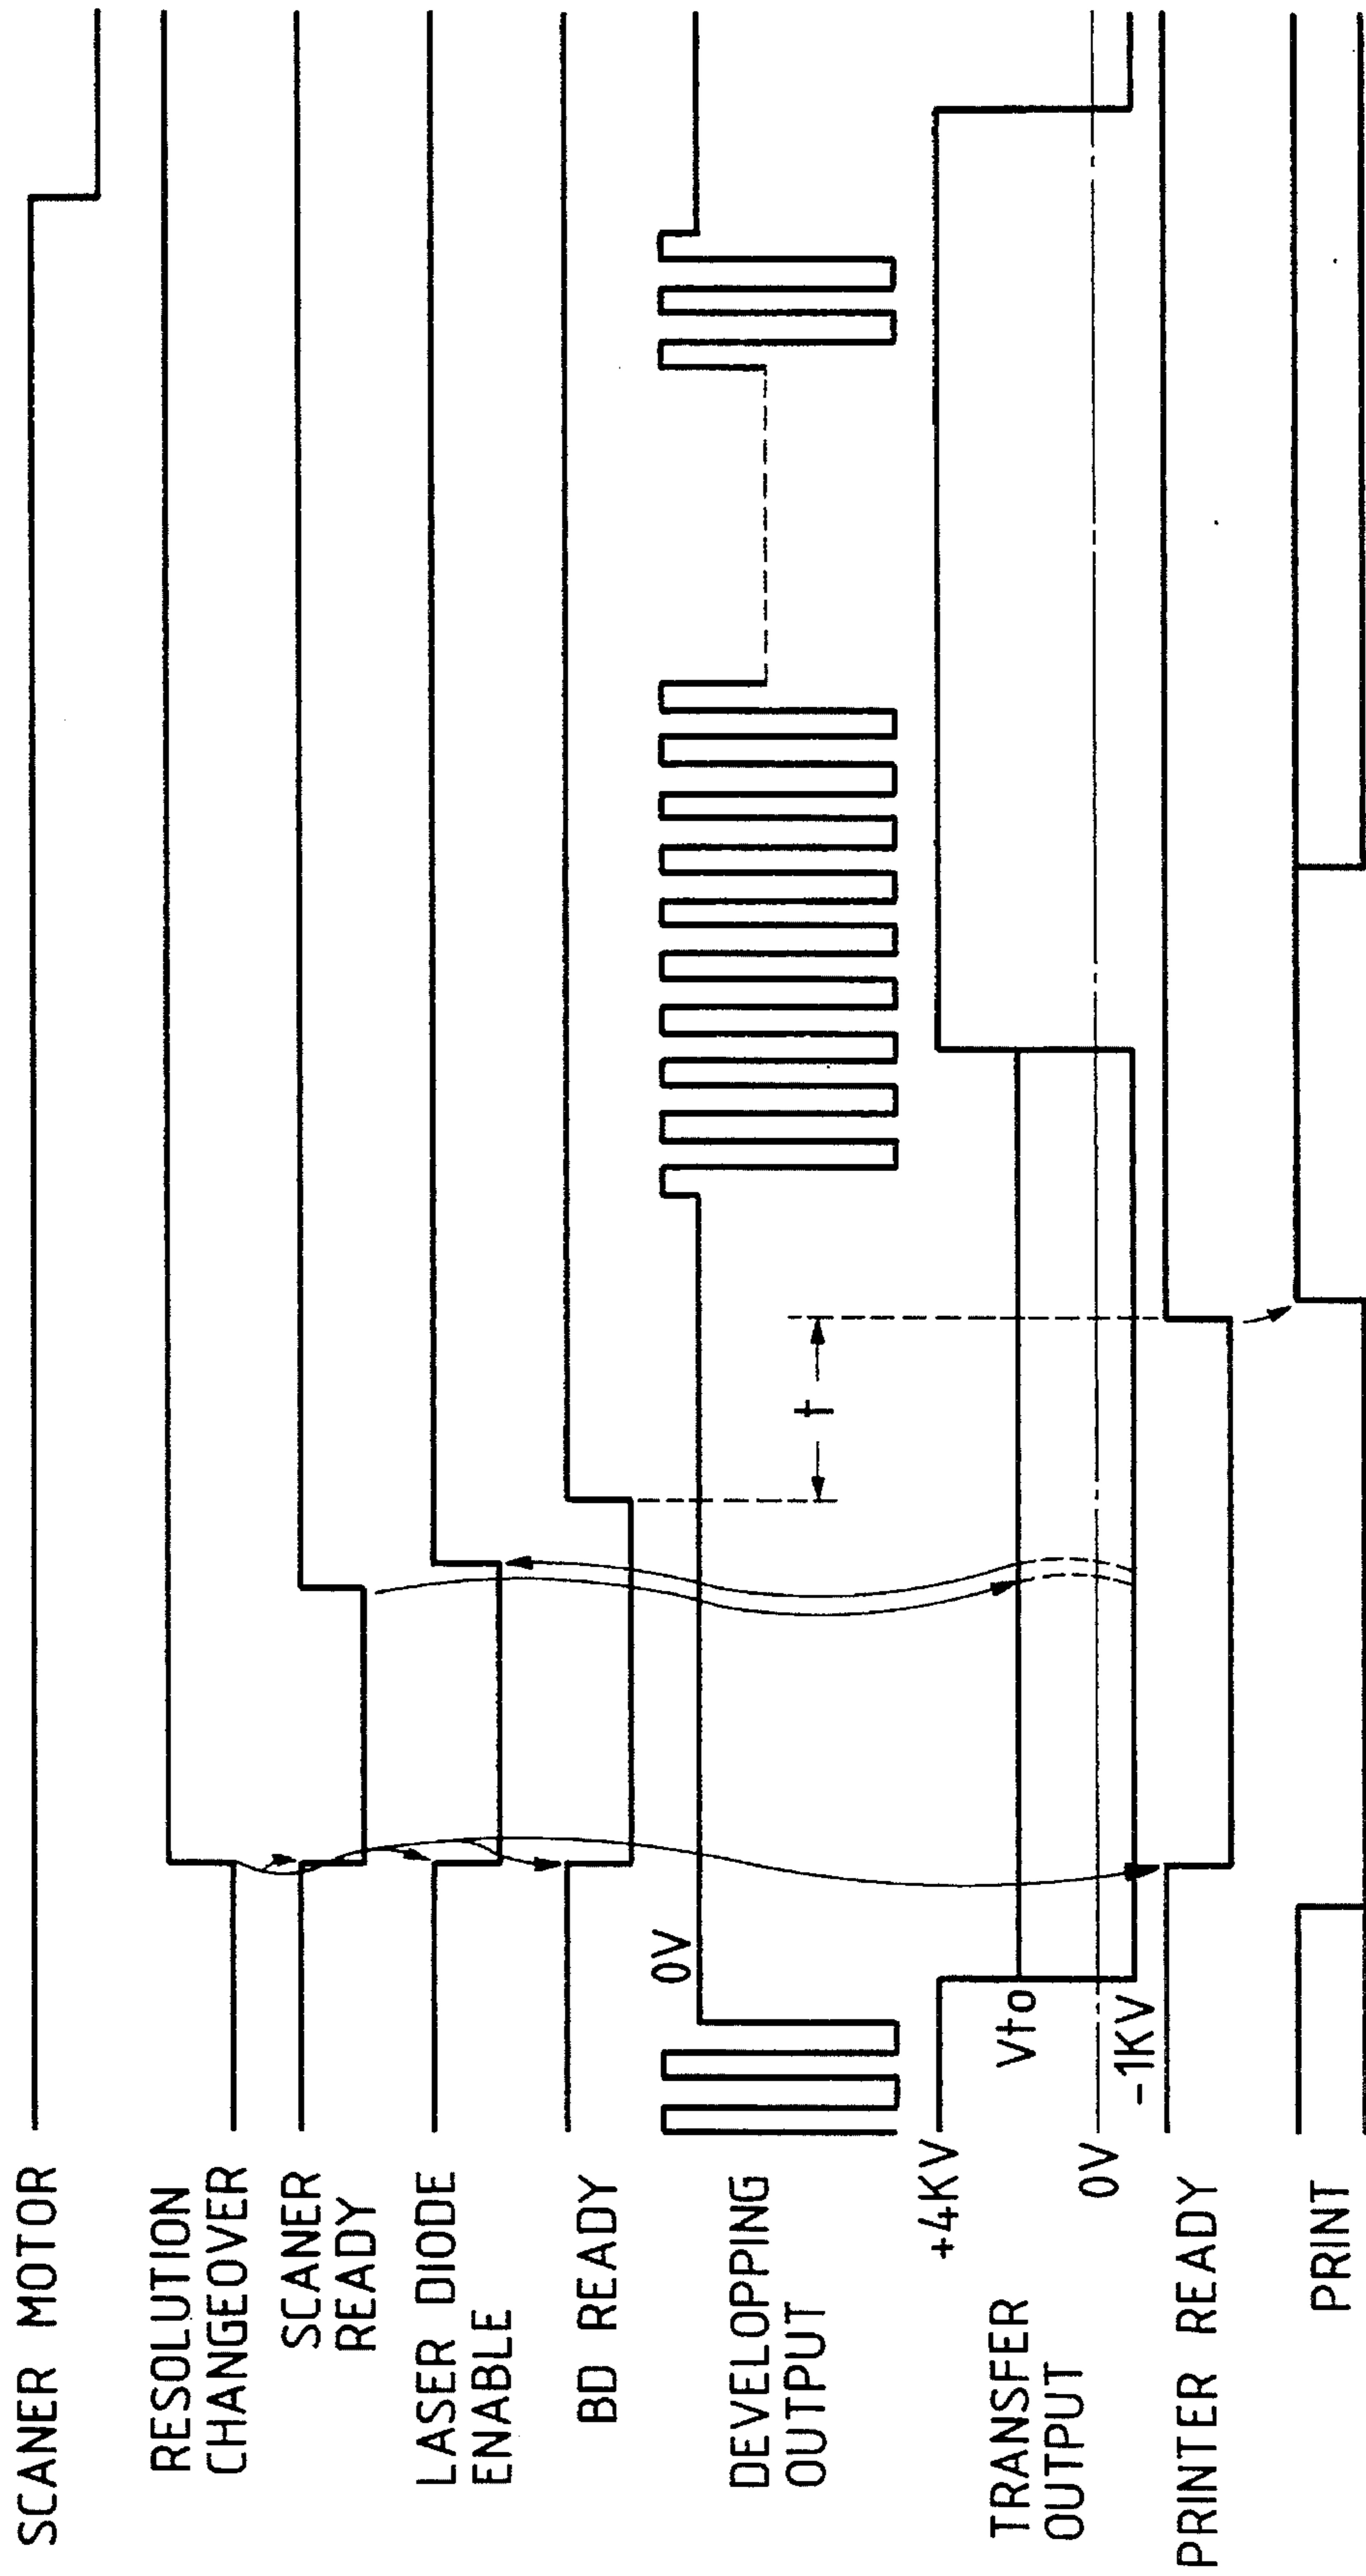 SCANER MOTOR
RESOLUTION
CHANGEOVER
SCANER
READY
LASER DIODE
ENABLE
BD READY
DEVELOPPING
OUTPUT
0V
t
TRANSFER
OUTPUT
+4KV
Vto
0V
-1KV
PRINTER READY
PRINT